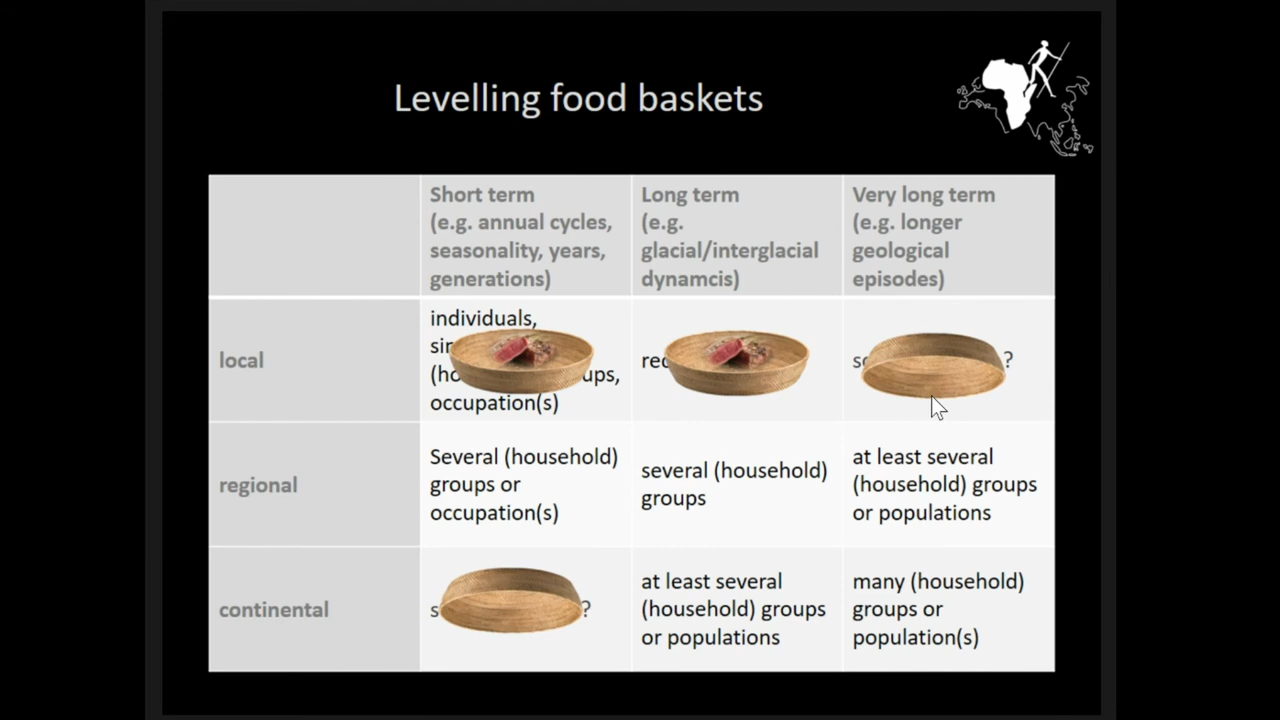 Levelling food baskets
Short term
(e.g. annual cycles,
seasonality, years,
generations)
Long term
(e.g.
glacial/interglacial
dynamcis)
Very long term
(e.g. longer
geological
episodes)
local
individuals,
occupation(s)
?
regional
Several (household)
groups or
occupation(s)
several (household)
groups
at least several
(household) groups
or populations
continental
?
at least several
(household) groups
or populations
many (household)
groups or
population(s)